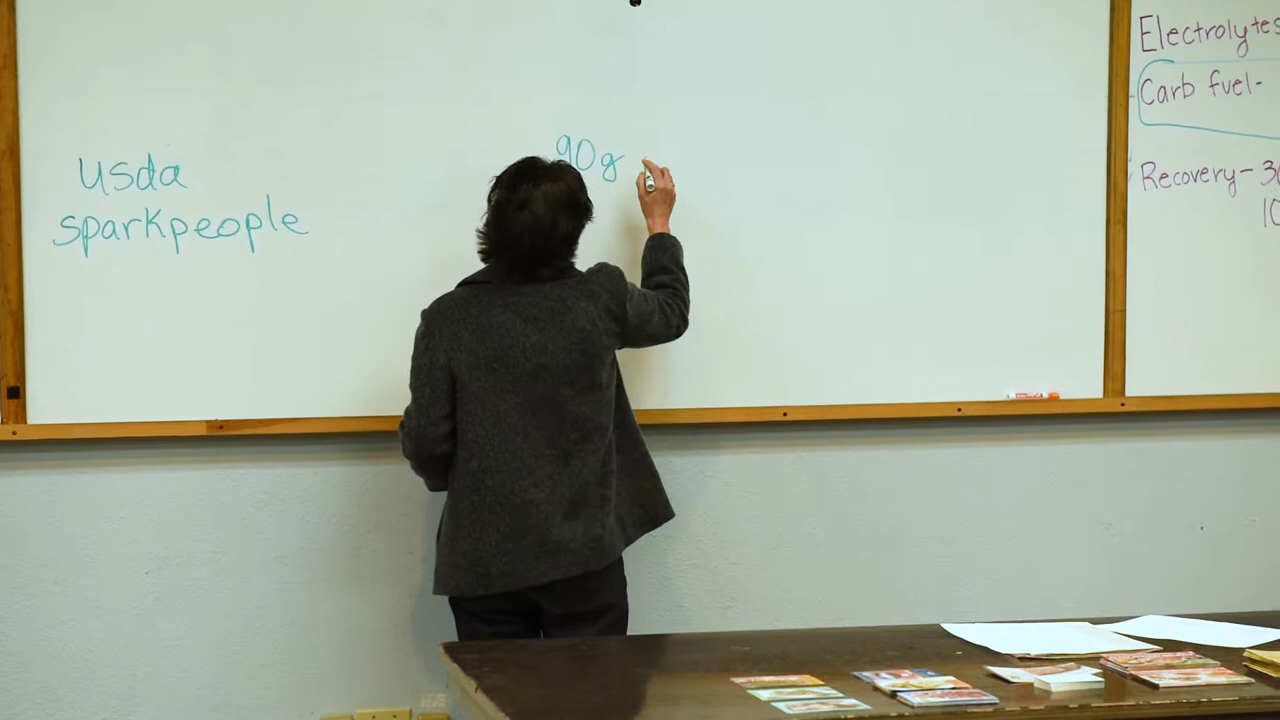 usda
sparkpeople
90g
Electrolytes
Carb fuel-
Recovery-